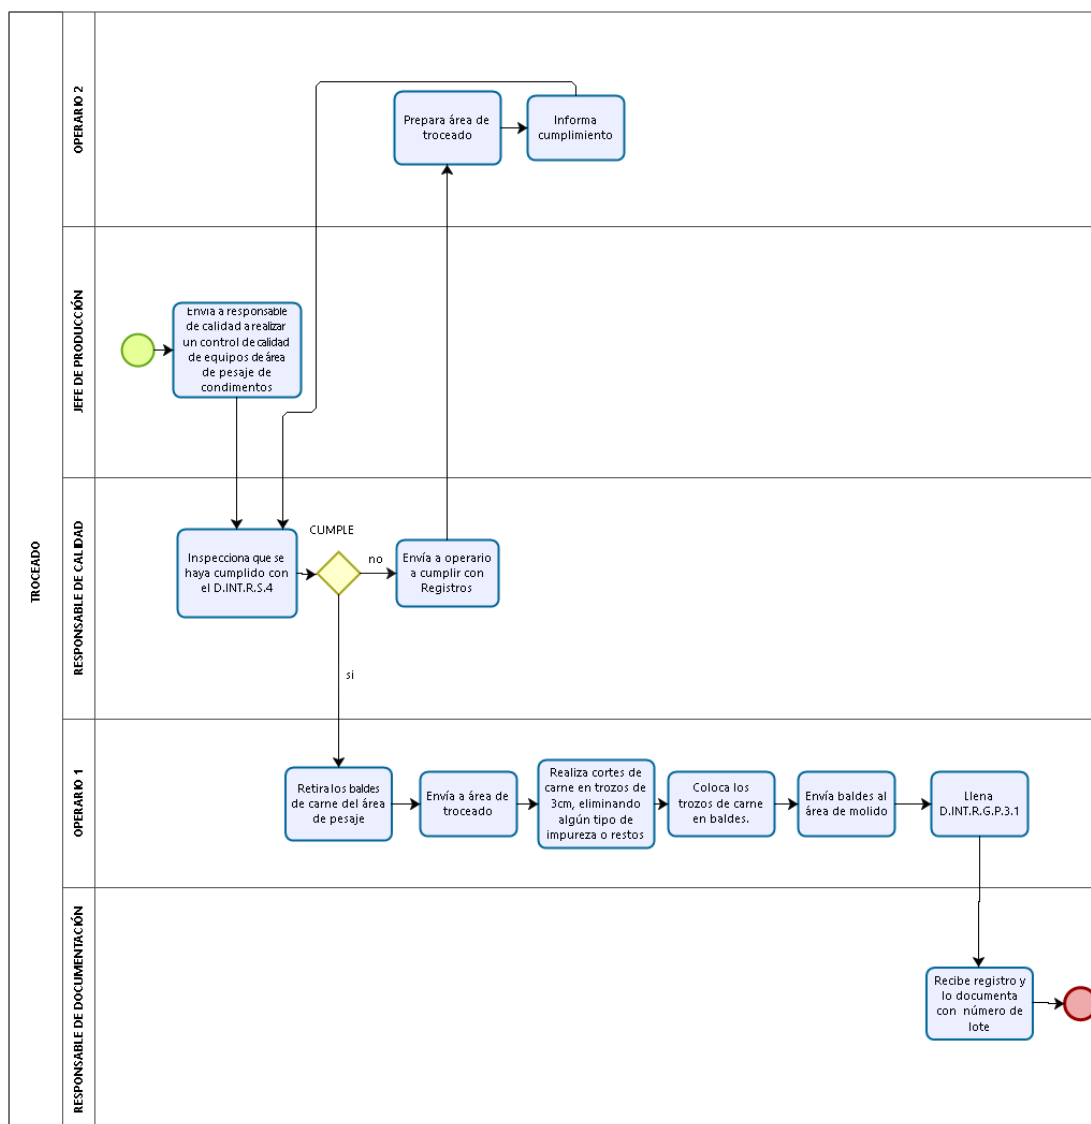 TROCEADO
OPERARIO 2
Prepara área de
troceado
Informa
cumplimiento
JEFE DE PRODUCCIÓN
Envía a responsable
de calidad a realizar
un control de calidad
de equipos de área
de pesaje de
condimentos
RESPONSABLE DE CALIDAD
Inspecciona que se
haya cumplido con
el D.INT.R.S.4
CUMPLE
no
Envía a operario
a cumplir con
Registros
si
OPERARIO 1
Retira los baldes
de carne del área
de pesaje
Envía a área de
troceado
Realiza cortes de
carne en trozos de
3cm, eliminando
algún tipo de
impureza o restos
Coloca los
trozos de carne
en baldes.
Envía baldes al
área de molido
Llena
D.INT.R.G.P.3.1
RESPONSABLE DE DOCUMENTACIÓN
Recibe registro y
lo documenta
con número de
lote